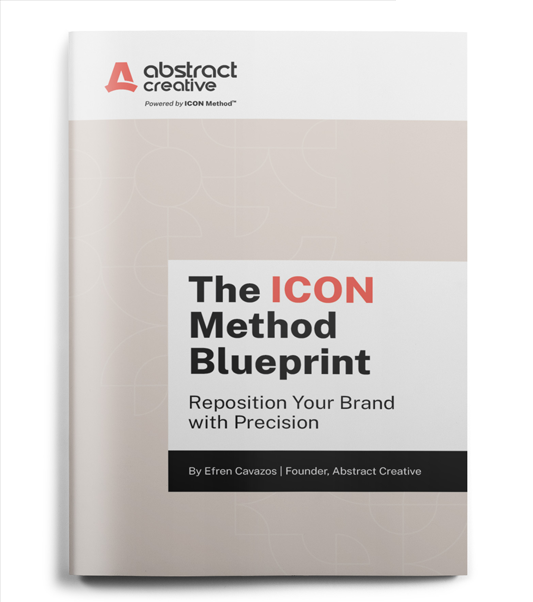 abstract
creative
Powered by ICON Method™
The ICON
Method
Blueprint
Reposition Your Brand
with Precision
By Efren Cavazos | Founder, Abstract Creative